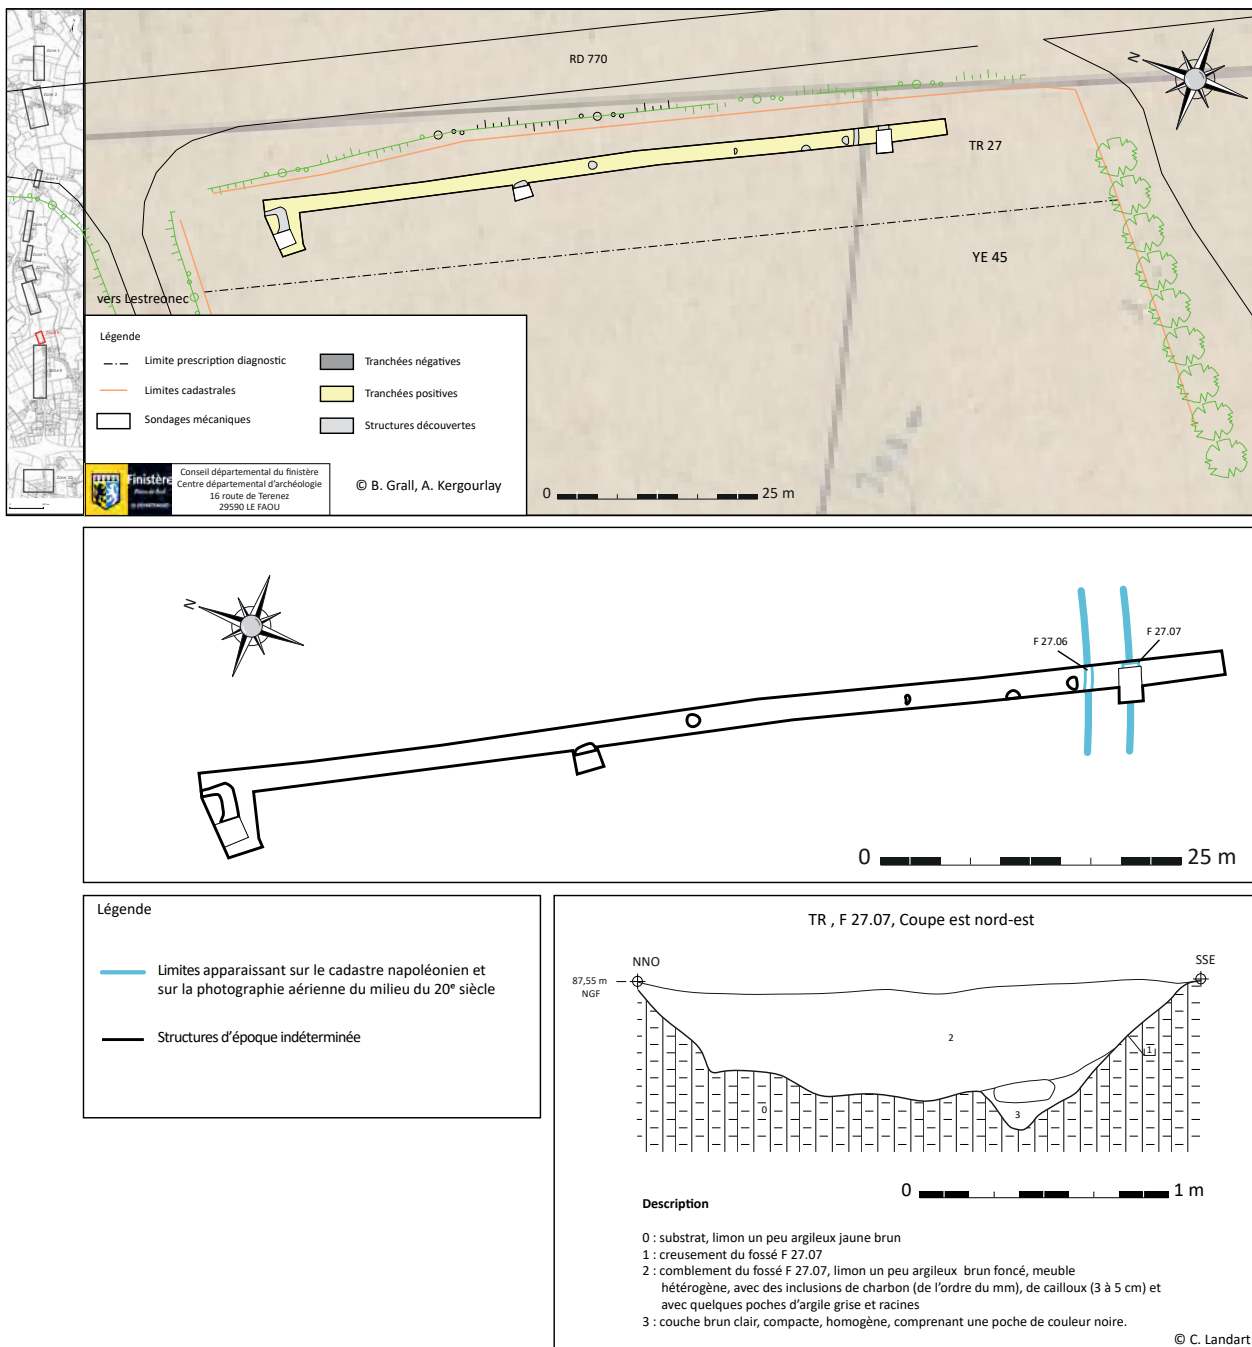 RD 770
N
TR 27
YE 45
vers Lestreonec
Légende
Limite prescription diagnostic
Limites cadastrales
Sondages mécaniques
Tranchées négatives
Tranchées positives
Structures découvertes
Finistère
Conseil départemental du finistère
Centre départemental d'archéologie
16 route de Terenez
29590 LE FAOU
© B. Grall, A. Kergourlay
0 25 m
N
F 27.06
F 27.07
0 25 m
Légende
Limites apparaissant sur le cadastre napoléonien et
sur la photographie aérienne du milieu du 20e siècle
Structures d'époque indéterminée
TR , F 27.07, Coupe est nord-est
NNO
SSE
87,55 m
NGF
2
1
0
3
0 1 m
Description
0 : substrat, limon un peu argileux jaune brun
1 : creusement du fossé F 27.07
2 : comblement du fossé F 27.07, limon un peu argileux brun foncé, meuble
hétérogène, avec des inclusions de charbon (de l'ordre du mm), de cailloux (3 à 5 cm) et
avec quelques poches d'argile grise et racines
3 : couche brun clair, compacte, homogène, comprenant une poche de couleur noire.
© C. Landart